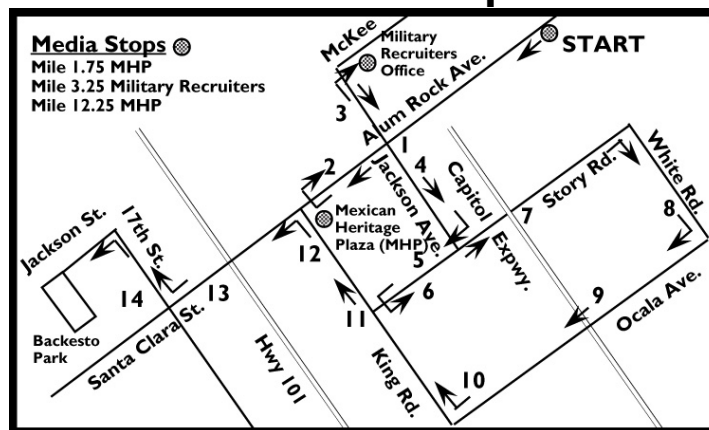 Media Stops
Mile 1.75 MHP
Mile 3.25 Military Recruiters
Mile 12.25 MHP
McKee
Military
Recruiters
Office
START
Alum Rock Ave.
3
1
2
4
Jackson Ave.
Capitol
Expwy.
Story Rd.
White Rd.
7
8
Mexican
Heritage
Plaza (MHP)
5
6
12
11
9
Ocala Ave.
10
King Rd.
Jackson St.
17th St.
14
13
Santa Clara St.
Hwy 101
Backesto
Park